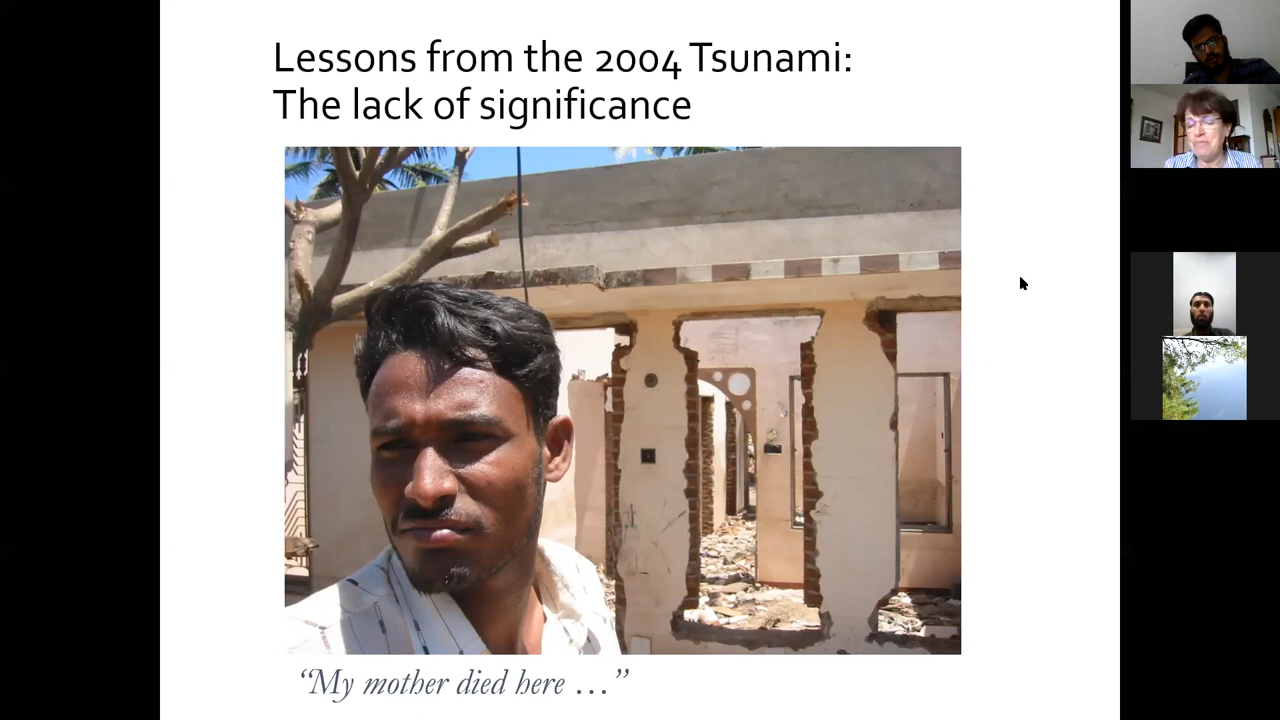 Lessons from the 2004 Tsunami:
The lack of significance
“My mother died here …”